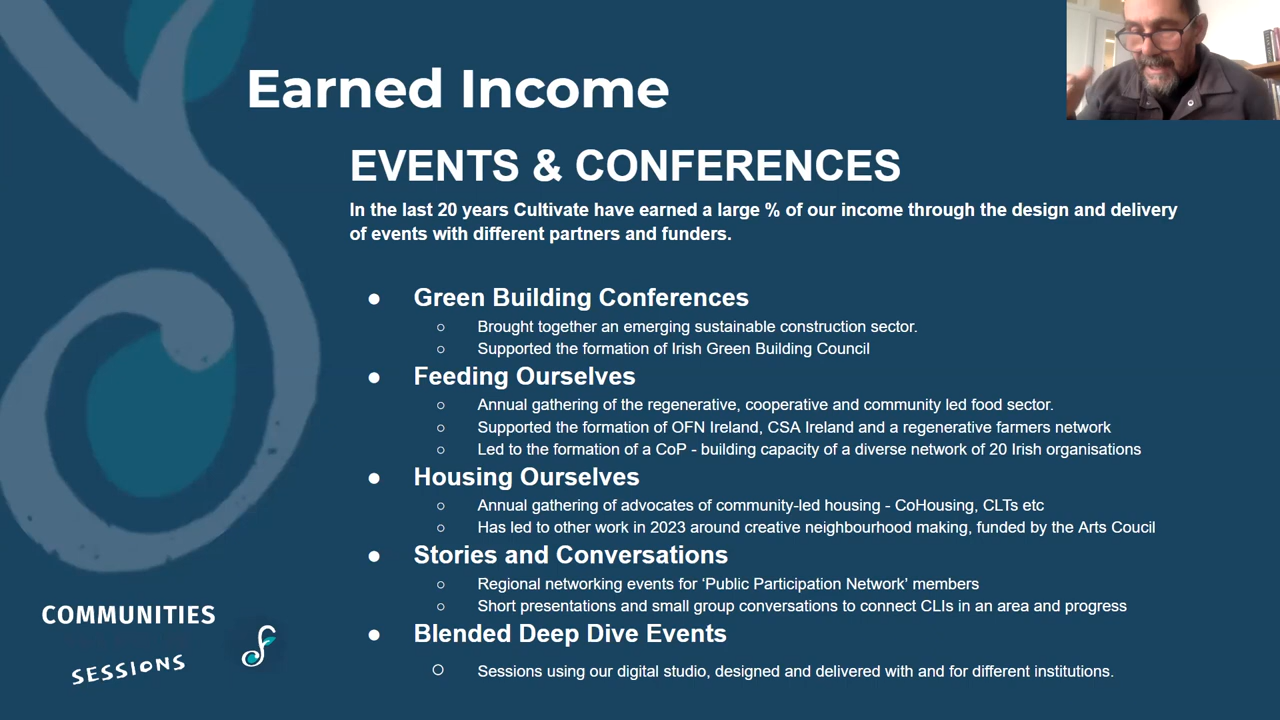 Earned Income
EVENTS & CONFERENCES
In the last 20 years Cultivate have earned a large % of our income through the design and delivery
of events with different partners and funders.
● Green Building Conferences
○ Brought together an emerging sustainable construction sector.
○ Supported the formation of Irish Green Building Council
● Feeding Ourselves
○ Annual gathering of the regenerative, cooperative and community led food sector.
○ Supported the formation of OFN Ireland, CSA Ireland and a regenerative farmers network
○ Led to the formation of a CoP - building capacity of a diverse network of 20 Irish organisations
● Housing Ourselves
○ Annual gathering of advocates of community-led housing - CoHousing, CLTs etc
○ Has led to other work in 2023 around creative neighbourhood making, funded by the Arts Coucil
● Stories and Conversations
○ Regional networking events for ‘Public Participation Network’ members
○ Short presentations and small group conversations to connect CLIs in an area and progress
● Blended Deep Dive Events
○ Sessions using our digital studio, designed and delivered with and for different institutions.
COMMUNITIES
SESSIONS